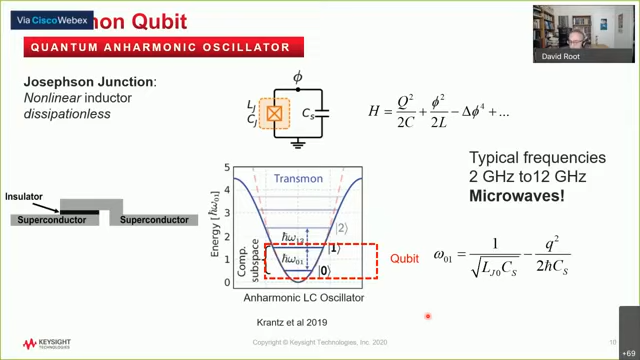 Via Cisco Webex
mon Qubit
QUANTUM ANHARMONIC OSCILLATOR
David Root
Josephson Junction:
Nonlinear inductor
dissipationless
ϕ
L_J
C_J
C_s
H = Q²/2C + ϕ²/2L − Δϕ⁴ + ...
Typical frequencies
2 GHz to12 GHz
Microwaves!
Insulator
Superconductor
Superconductor
Energy [ħω₀₁]
5
4
3
2
1
0
Transmon
|2⟩
ħω₁₂
|1⟩
ħω₀₁
|0⟩
Comp.
subspace
Anharmonic LC Oscillator
Qubit
ω₀₁ = 1/√(L_J0 C_S) − q²/2ħC_S
Krantz et al 2019
KEYSIGHT
TECHNOLOGIES
Copyright © Keysight Technologies, Inc. 2020
10
+69